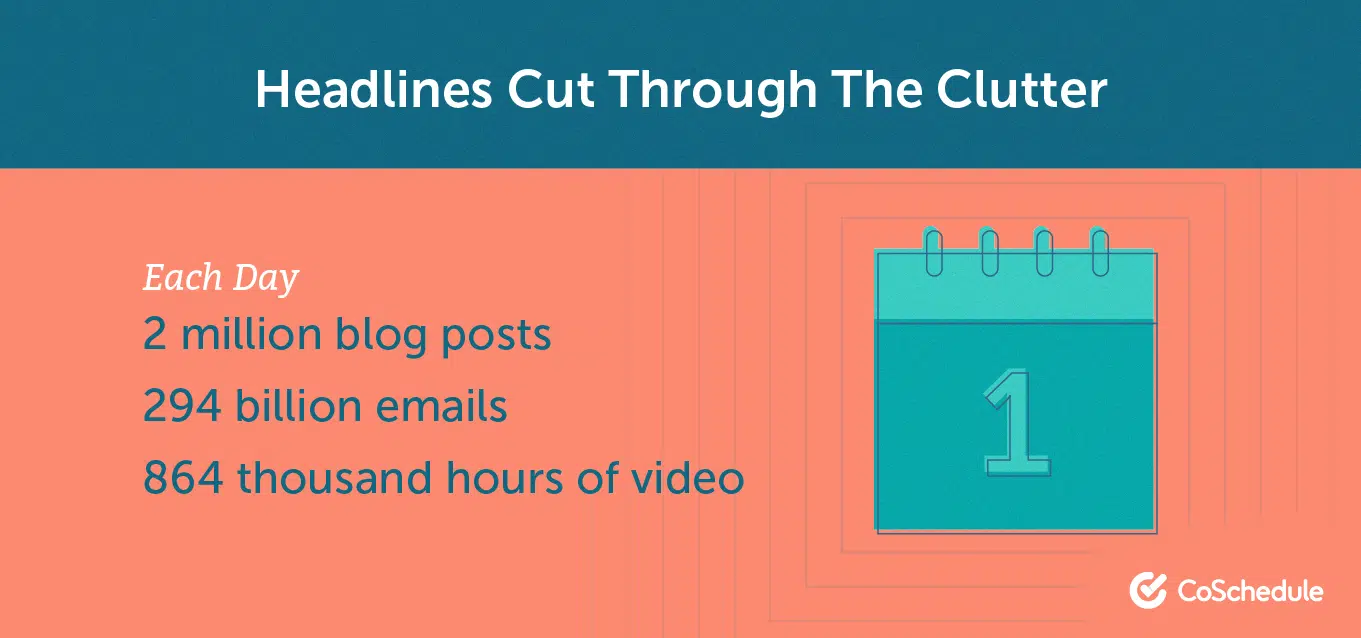 Headlines Cut Through The Clutter
Each Day
2 million blog posts
294 billion emails
864 thousand hours of video
1
CoSchedule